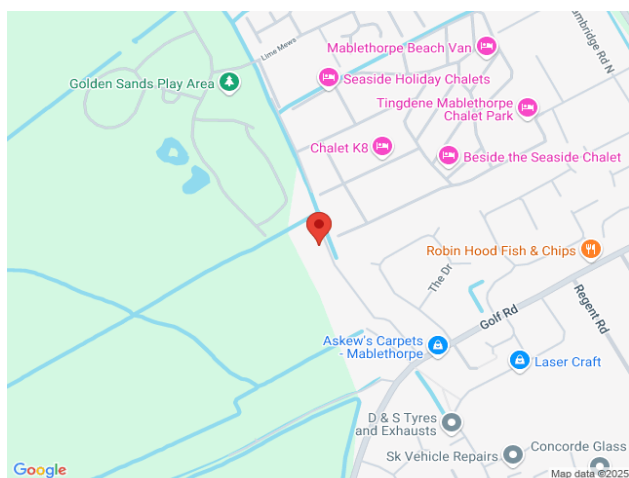 Lime Mews
Mablethorpe Beach Van
Golden Sands Play Area
Seaside Holiday Chalets
Tingdene Mablethorpe
Chalet Park
Chalet K8
Beside the Seaside Chalet
Robin Hood Fish & Chips
The Dr
Golf Rd
Regent Rd
Askew's Carpets
- Mablethorpe
Laser Craft
D & S Tyres
and Exhausts
Sk Vehicle Repairs
Concorde Glass
Google
Map data ©2025